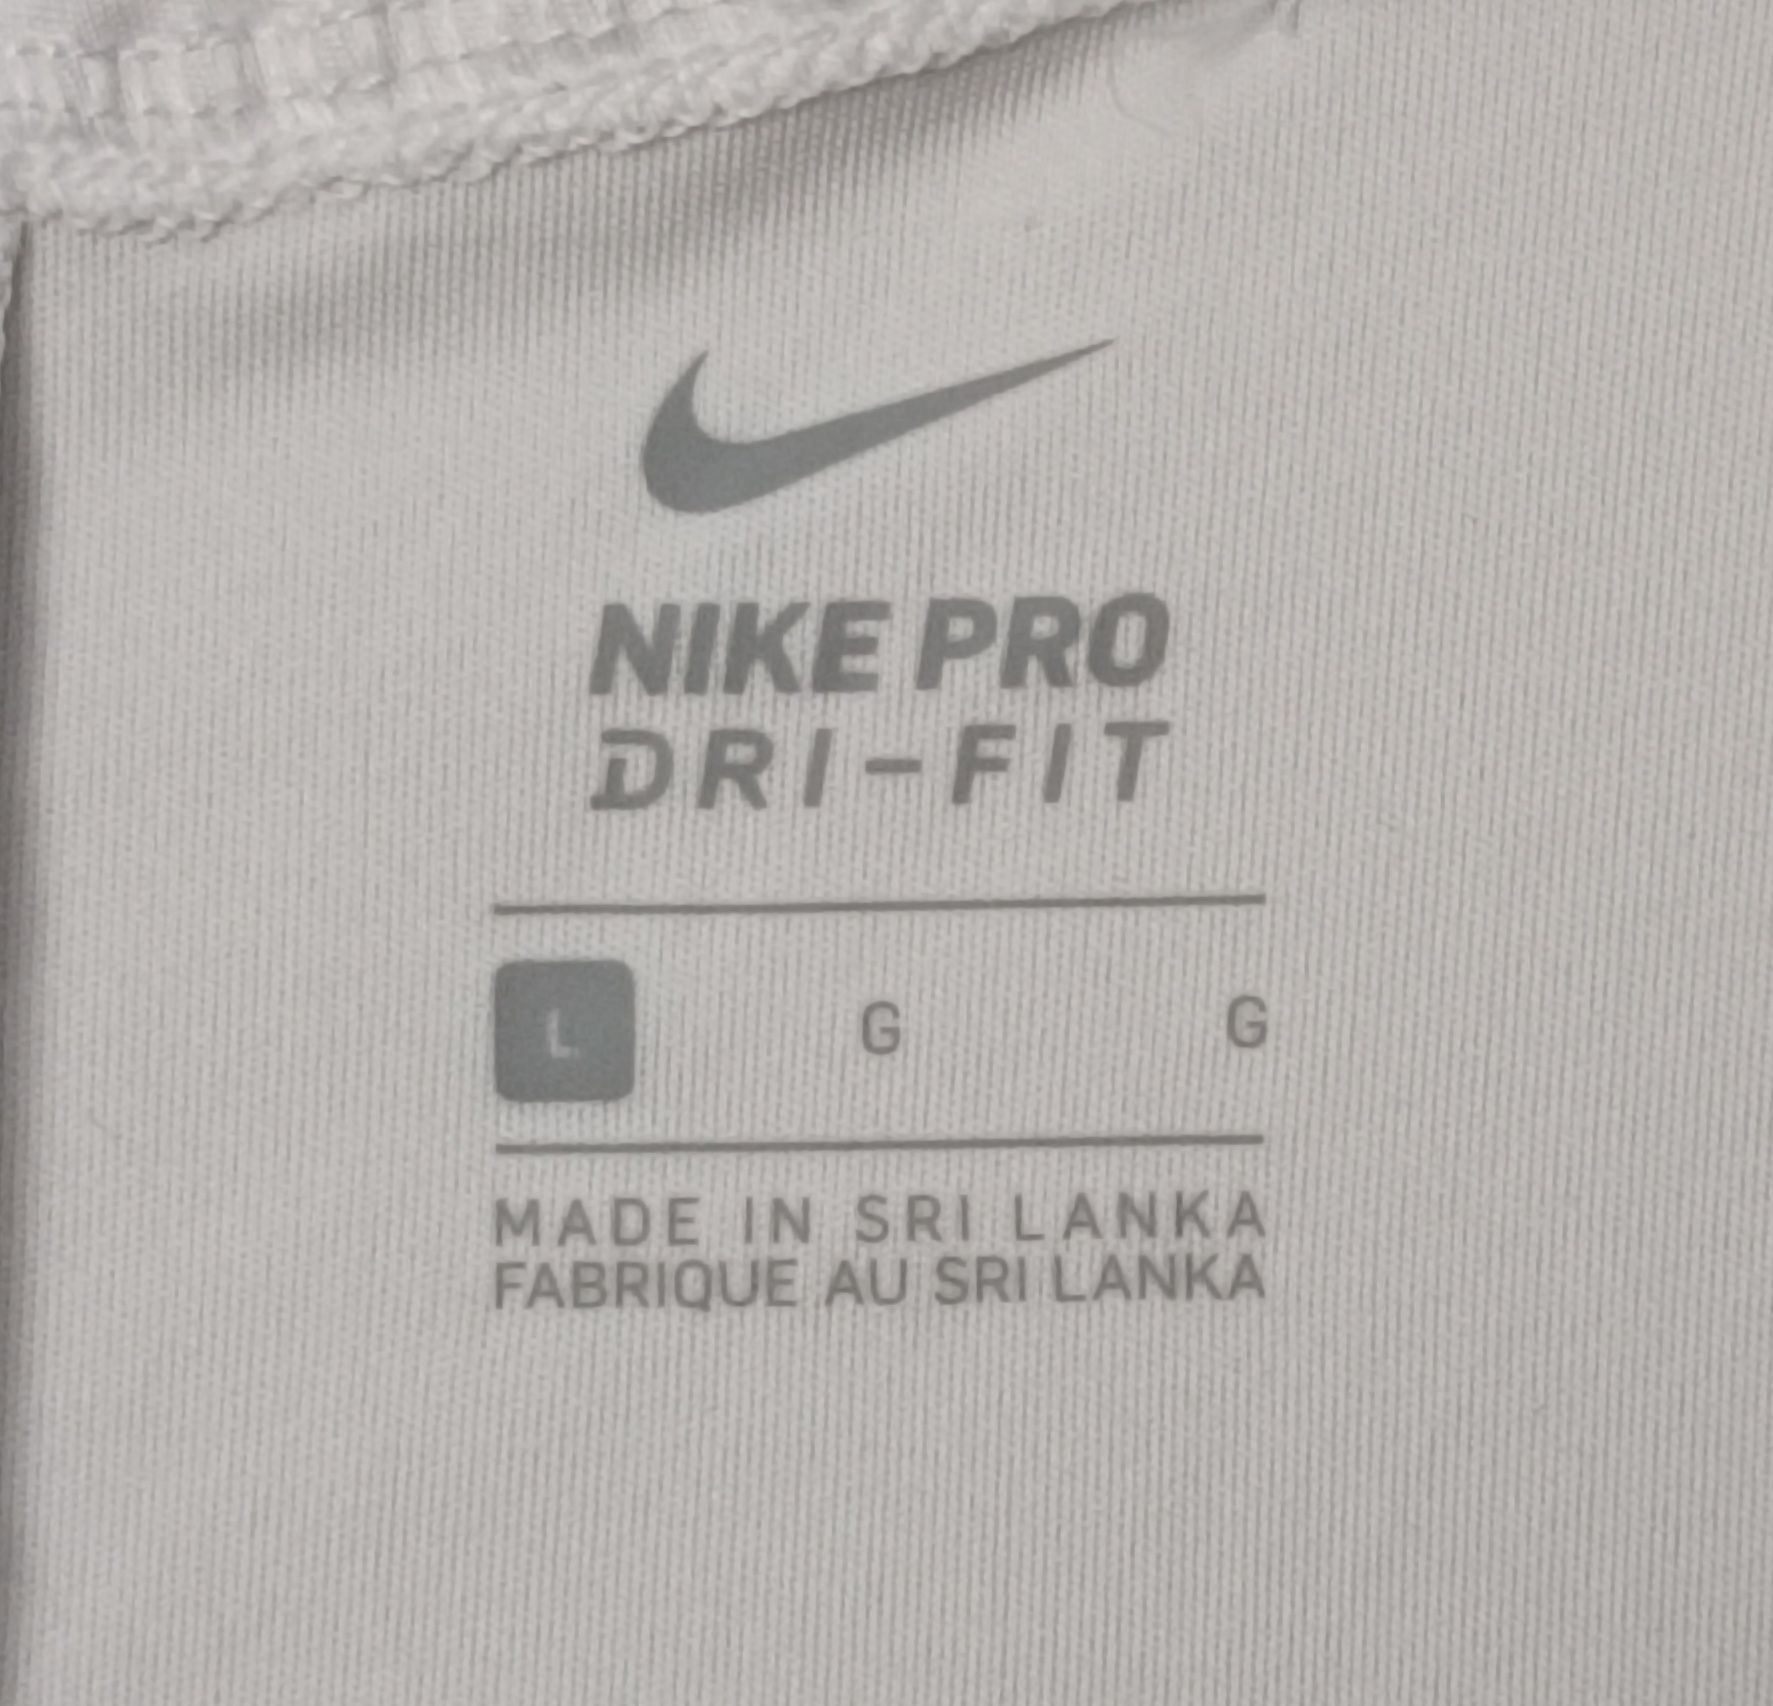 NIKE PRO
DRI-FIT
L G G
MADE IN SRI LANKA
FABRIQUE AU SRI LANKA